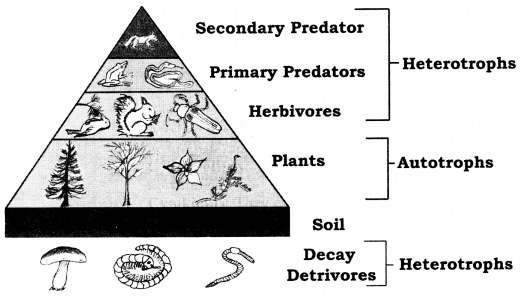 Secondary Predator
Primary Predators
Heterotrophs
Herbivores
Plants
Autotrophs
Soil
Decay
Detrivores
Heterotrophs